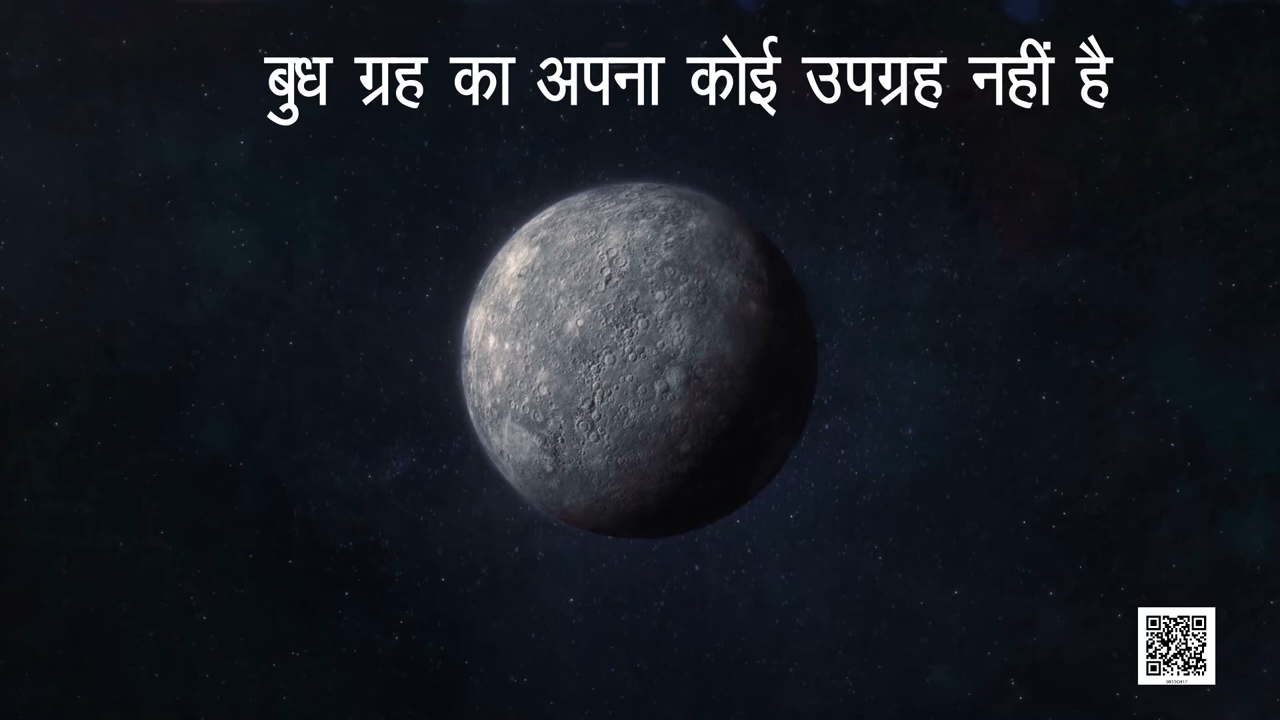 बुध ग्रह का अपना कोई उपग्रह नहीं है